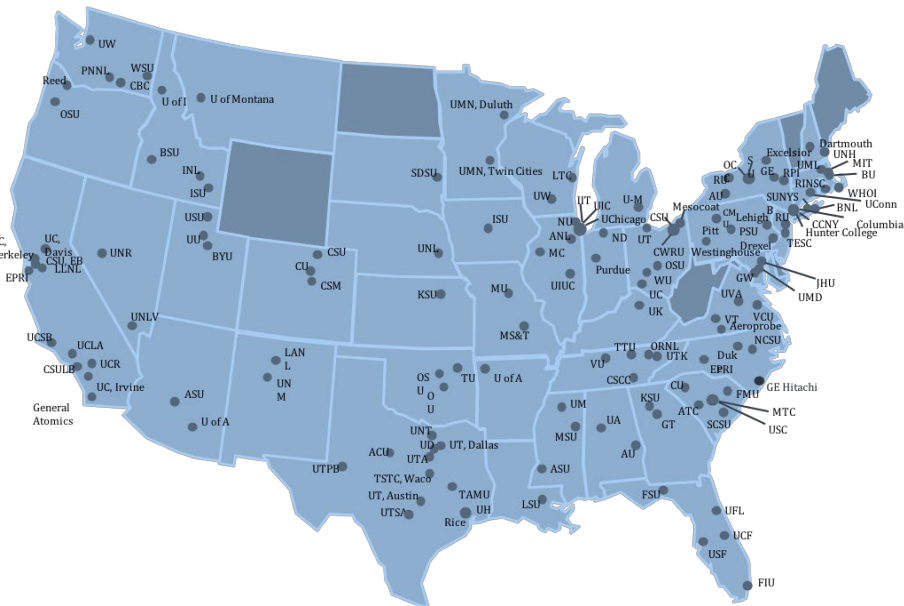 UW
PNNL
WSU
CBC
Reed
OSU
U of I
U of Montana
BSU
INL
ISU
USU
UU
BYU
UC,
Davis
CSU, EB
erkeley
LLNL
EPRI
UNR
UNLV
UCSB
UCLA
CSULB
UCR
UC, Irvine
General
Atomics
ASU
U of A
CSU
CU
CSM
LAN
L
UN
M
UMN, Duluth
UMN, Twin Cities
SDSU
LTC
UW
ISU
UNL
KSU
MU
MS&T
OS
U
O
U
TU
U of A
UNT
UD
UT, Dallas
UTA
ACU
UTPB
TSTC, Waco
UT, Austin
TAMU
UTSA
Rice
UH
IIT
UIC
UChicago
NU
ANL
MC
UIUC
Purdue
ND
U-M
UT
CSU
Mesocoat
CWRU
OSU
WU
UC
UK
TTU
ORNL
VU
UTK
CSCC
UM
MSU
ASU
LSU
UA
AU
KSU
GT
CU
ATC
SCSU
FMU
MTC
USC
GE Hitachi
Duk
EPRI
NCSU
Aeroprobe
VT
VCU
UVA
GW
UMD
JHU
Westinghouse
Pitt
CM
U
PSU
Lehigh
Drexel
RU
B
TESC
Hunter College
CCNY
Columbia
BNL
UConn
WHOI
SUNYS
RINSC
AU
OC
C
S
U
GE
RPI
Excelsior
UML
Dartmouth
UNH
MIT
BU
FSU
UFL
UCF
USF
FIU